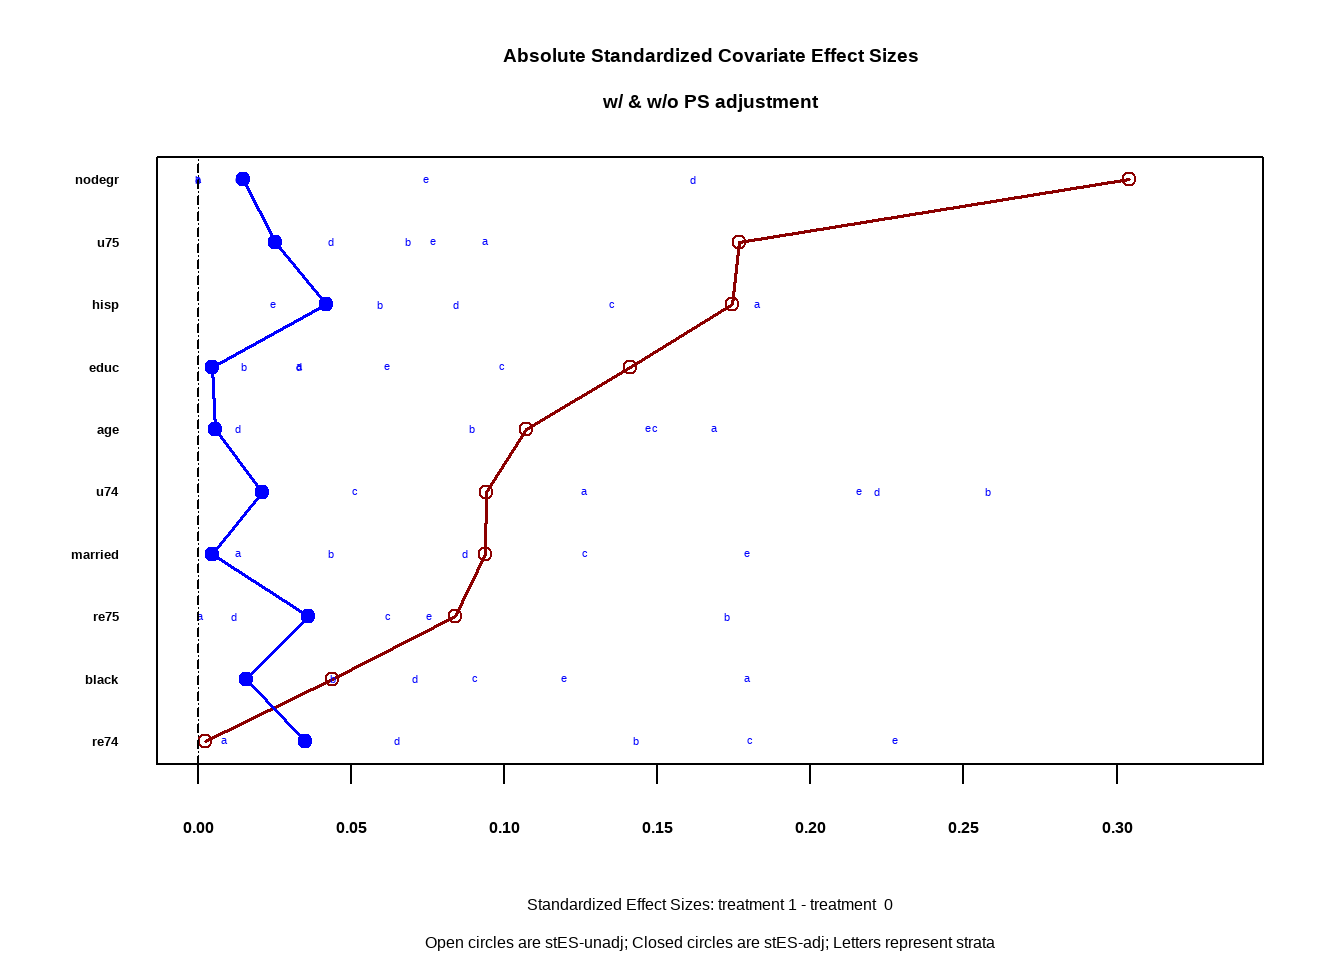 Absolute Standardized Covariate Effect Sizes
w/ & w/o PS adjustment
nodegr e d
u75 d b e a
hisp e b d c a
educ b e c
age d b e c a
u74 c a e d b
married a b d c e
re75 a d c e b
black b d c e a
re74 a d b c e
0.00 0.05 0.10 0.15 0.20 0.25 0.30
Standardized Effect Sizes: treatment 1 - treatment 0
Open circles are stES-unadj; Closed circles are stES-adj; Letters represent strata